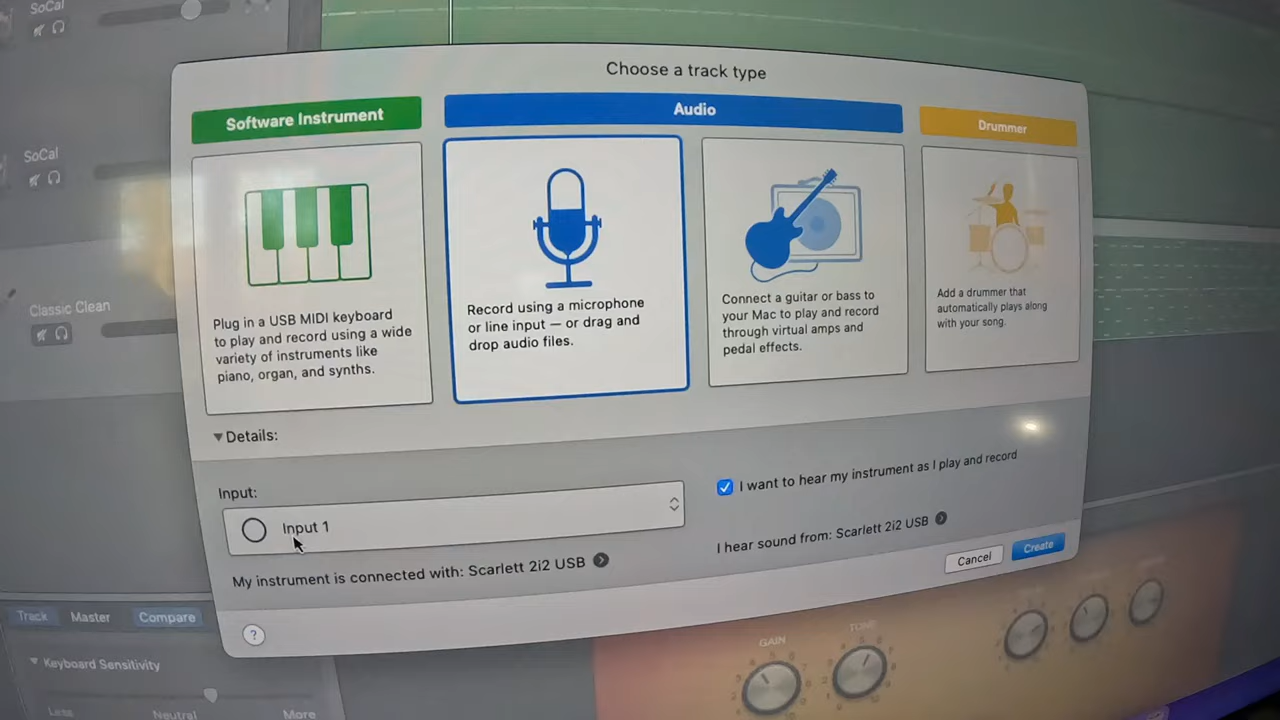 SoCal
Choose a track type
Software Instrument
Audio
Drummer
SoCal
Classic Clean
Plug in a USB MIDI keyboard
to play and record using a wide
variety of instruments like
piano, organ, and synths.
Record using a microphone
or line input — or drag and
drop audio files.
Connect a guitar or bass to
your Mac to play and record
through virtual amps and
pedal effects.
Add a drummer that
automatically plays along
with your song.
Details:
Input:
Input 1
My instrument is connected with: Scarlett 2i2 USB
I want to hear my instrument as I play and record
I hear sound from: Scarlett 2i2 USB
Cancel
Create
?
Track
Master
Compare
Keyboard Sensitivity
Less
Neutral
More
GAIN
TONE